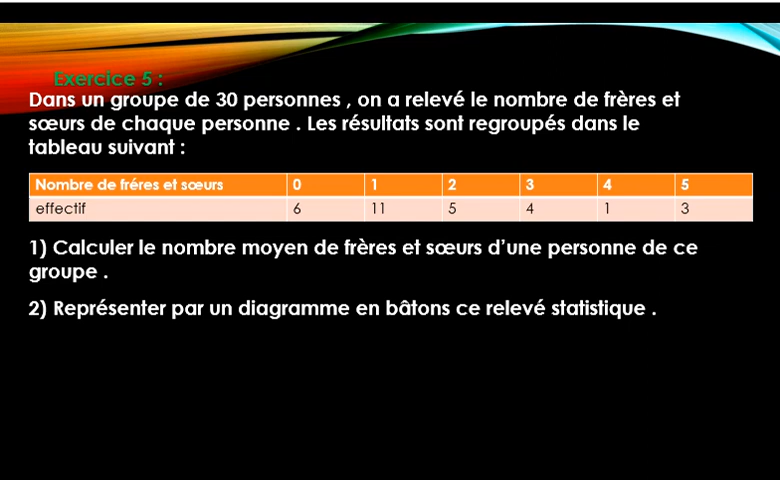 Exercice 5 :
Dans un groupe de 30 personnes , on a relevé le nombre de frères et
sœurs de chaque personne . Les résultats sont regroupés dans le
tableau suivant :
Nombre de fréres et sœurs 0 1 2 3 4 5
effectif 6 11 5 4 1 3
1) Calculer le nombre moyen de frères et sœurs d’une personne de ce
groupe .
2) Représenter par un diagramme en bâtons ce relevé statistique .